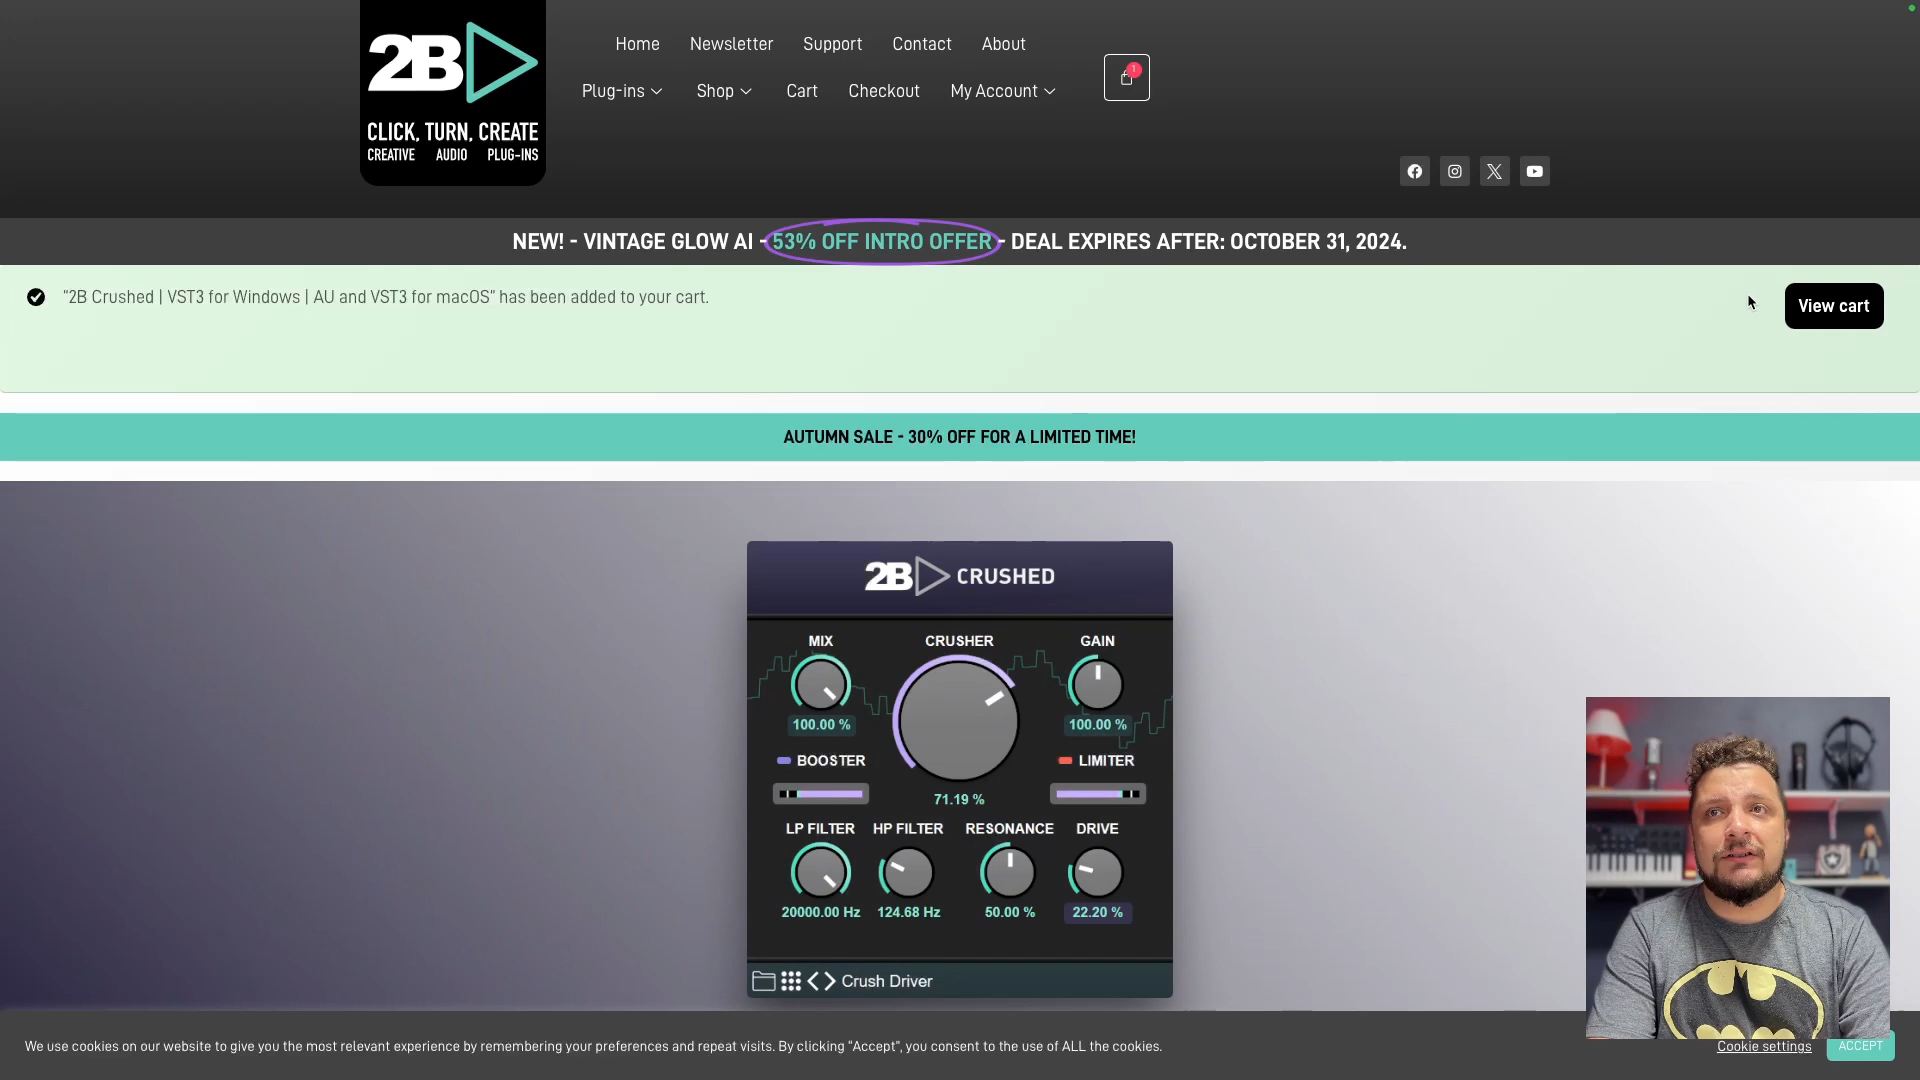 2B
CLICK, TURN, CREATE
CREATIVE AUDIO PLUG-INS
Home Newsletter Support Contact About
Plug-ins Shop Cart Checkout My Account
1
NEW! - VINTAGE GLOW AI - 53% OFF INTRO OFFER - DEAL EXPIRES AFTER: OCTOBER 31, 2024.
"2B Crushed | VST3 for Windows | AU and VST3 for macOS" has been added to your cart.
View cart
AUTUMN SALE - 30% OFF FOR A LIMITED TIME!
2B CRUSHED
MIX CRUSHER GAIN
100.00 % 100.00 %
BOOSTER LIMITER
71.19 %
LP FILTER HP FILTER RESONANCE DRIVE
20000.00 Hz 124.68 Hz 50.00 % 22.20 %
Crush Driver
We use cookies on our website to give you the most relevant experience by remembering your preferences and repeat visits. By clicking "Accept", you consent to the use of ALL the cookies.
Cookie settings ACCEPT